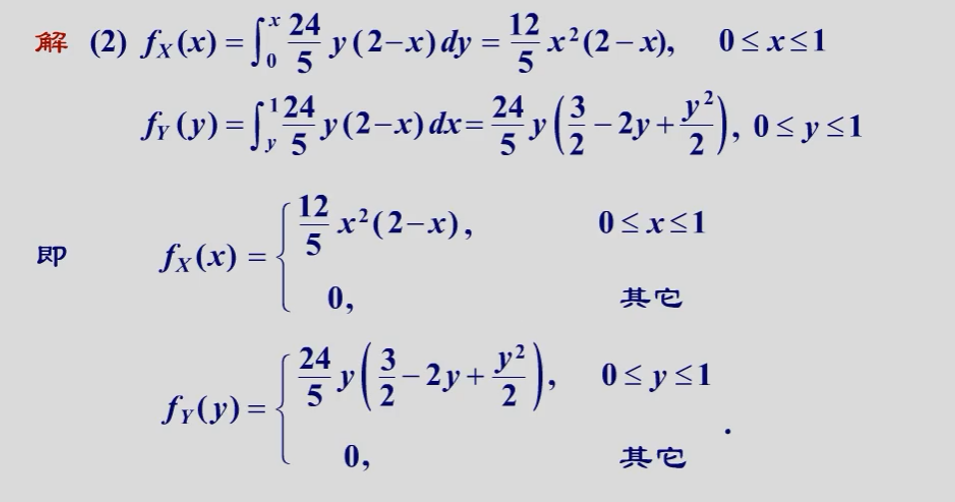 解 (2) f_X(x) = ∫_0^x 24/5 y(2−x)dy = 12/5 x²(2−x), 0≤x≤1
f_Y(y) = ∫_y^1 24/5 y(2−x)dx = 24/5 y(3/2 − 2y + y²/2), 0≤y≤1
即 f_X(x) = { 12/5 x²(2−x), 0≤x≤1
0, 其它
f_Y(y) = { 24/5 y(3/2 − 2y + y²/2), 0≤y≤1
0, 其它 .